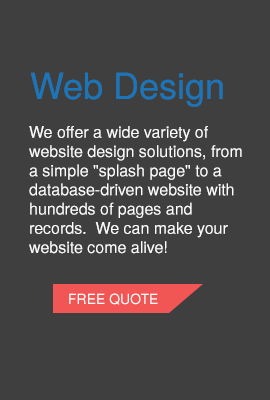 Web Design
We offer a wide variety of
website design solutions, from
a simple "splash page" to a
database-driven website with
hundreds of pages and
records.  We can make your
website come alive!
FREE QUOTE